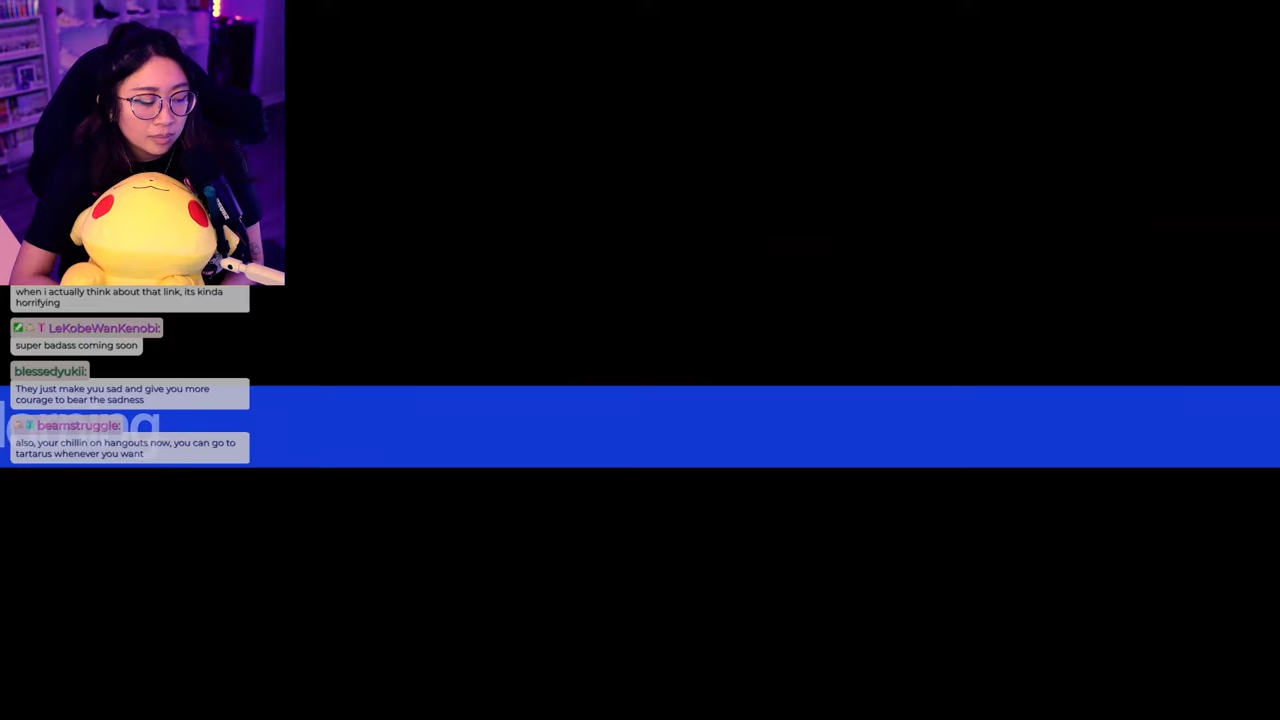 when i actually think about that link, its kinda
horrifying
LeKobeWanKenobi:
super badass coming soon
blessedyukii:
They just make yuu sad and give you more
courage to bear the sadness
beamstruggle:
also, your chillin on hangouts now, you can go to
tartarus whenever you want